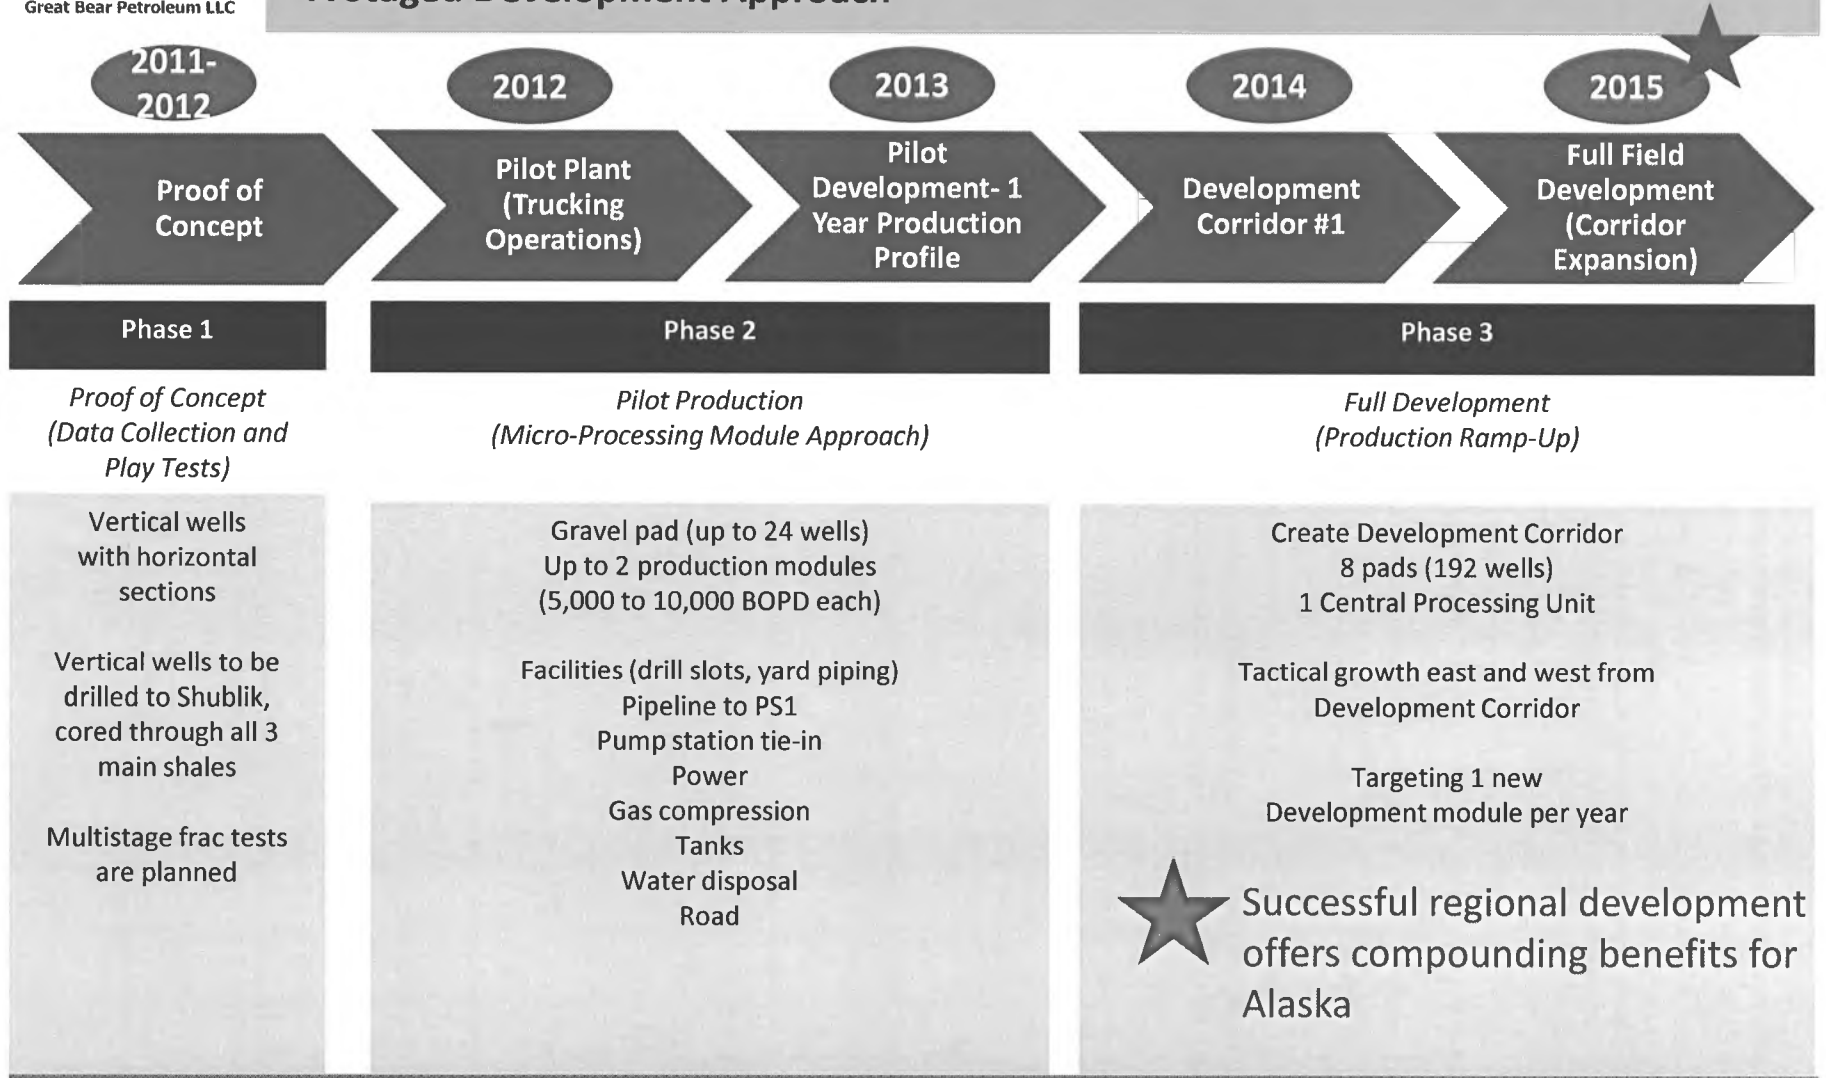 Great Bear Petroleum LLC
Development Approach
2011-
2012
2012
2013
2014
2015
Proof of
Concept
Pilot Plant
(Trucking
Operations)
Pilot
Development- 1
Year Production
Profile
Development
Corridor #1
Full Field
Development
(Corridor
Expansion)
Phase 1
Phase 2
Phase 3
Proof of Concept
(Data Collection and
Play Tests)
Pilot Production
(Micro-Processing Module Approach)
Full Development
(Production Ramp-Up)
Vertical wells
with horizontal
sections
Vertical wells to be
drilled to Shublik,
cored through all 3
main shales
Multistage frac tests
are planned
Gravel pad (up to 24 wells)
Up to 2 production modules
(5,000 to 10,000 BOPD each)
Facilities (drill slots, yard piping)
Pipeline to PS1
Pump station tie-in
Power
Gas compression
Tanks
Water disposal
Road
Create Development Corridor
8 pads (192 wells)
1 Central Processing Unit
Tactical growth east and west from
Development Corridor
Targeting 1 new
Development module per year
Successful regional development
offers compounding benefits for
Alaska